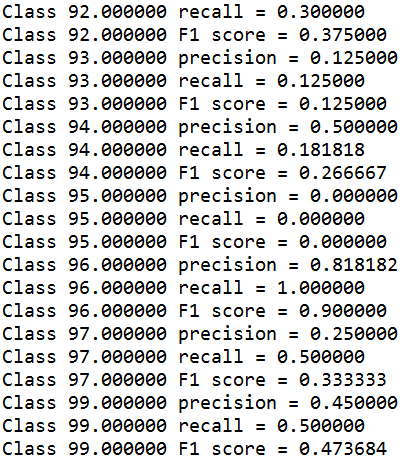 Class 92.000000 recall = 0.300000
Class 92.000000 F1 score = 0.375000
Class 93.000000 precision = 0.125000
Class 93.000000 recall = 0.125000
Class 93.000000 F1 score = 0.125000
Class 94.000000 precision = 0.500000
Class 94.000000 recall = 0.181818
Class 94.000000 F1 score = 0.266667
Class 95.000000 precision = 0.000000
Class 95.000000 recall = 0.000000
Class 95.000000 F1 score = 0.000000
Class 96.000000 precision = 0.818182
Class 96.000000 recall = 1.000000
Class 96.000000 F1 score = 0.900000
Class 97.000000 precision = 0.250000
Class 97.000000 recall = 0.500000
Class 97.000000 F1 score = 0.333333
Class 99.000000 precision = 0.450000
Class 99.000000 recall = 0.500000
Class 99.000000 F1 score = 0.473684